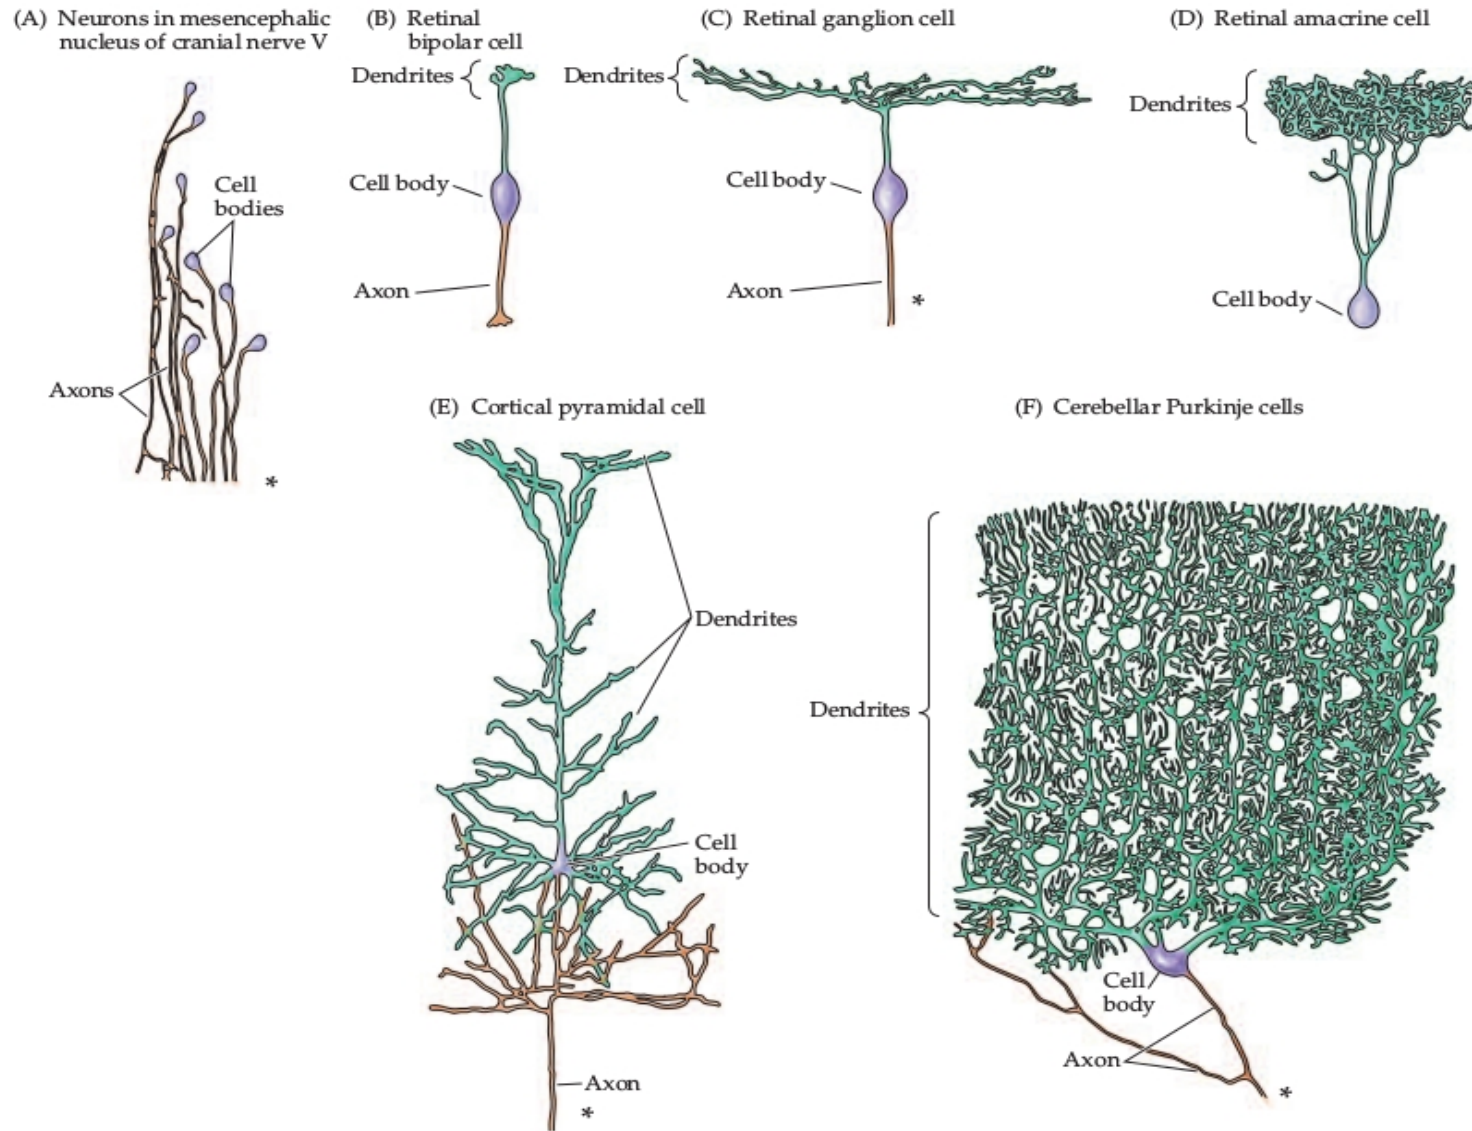 (A) Neurons in mesencephalic
nucleus of cranial nerve V
Cell
bodies
Axons
*
(B) Retinal
bipolar cell
Dendrites
Cell body
Axon
(C) Retinal ganglion cell
Dendrites
Cell body
Axon
*
(D) Retinal amacrine cell
Dendrites
Cell body
(E) Cortical pyramidal cell
Dendrites
Cell
body
Axon
*
(F) Cerebellar Purkinje cells
Dendrites
Cell
body
Axon
*